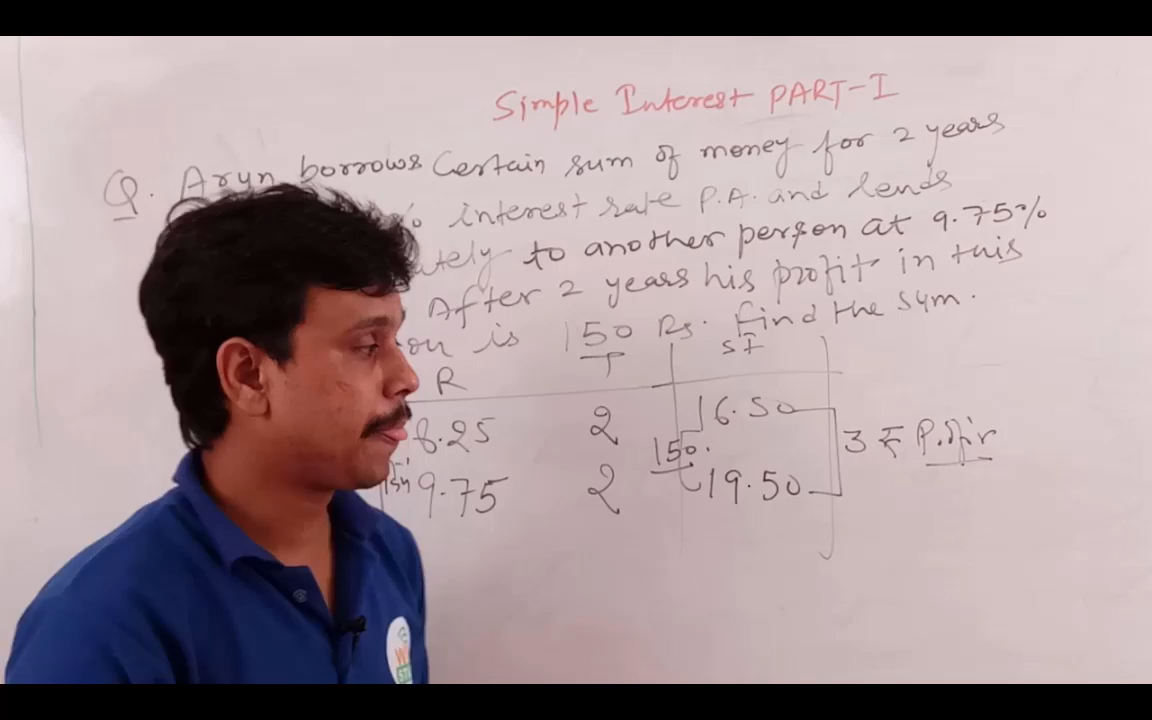 Simple Interest PART-I
Q. Arun borrows Certain sum of money for 2 years
% interest rate P.A. and lends
ately to another person at 9.75%
After 2 years his profit in this
on is 150 Rs. Find the sum.
R T SI
8.25 2 16.50
150. 3 ₹
9.75 2 19.50